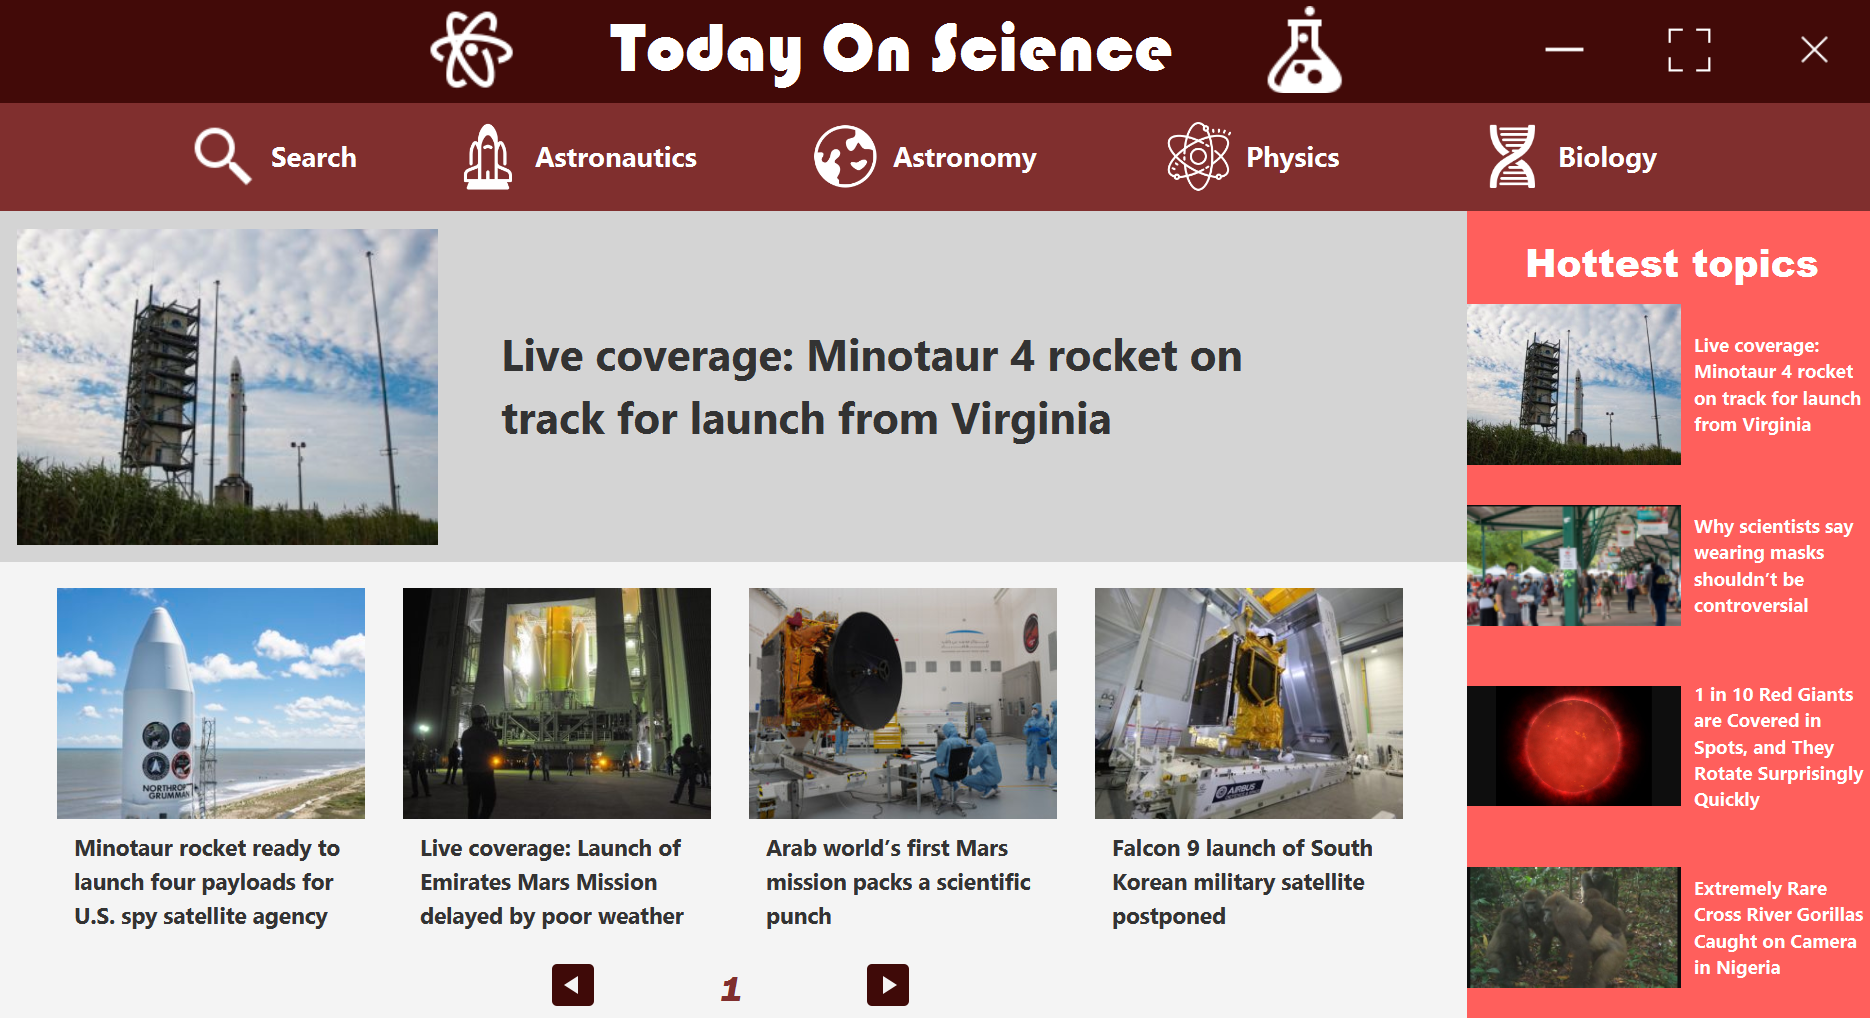 Today On Science
Search
Astronautics
Astronomy
Physics
Biology
Live coverage: Minotaur 4 rocket on
track for launch from Virginia
Minotaur rocket ready to
launch four payloads for
U.S. spy satellite agency
Live coverage: Launch of
Emirates Mars Mission
delayed by poor weather
Arab world’s first Mars
mission packs a scientific
punch
Falcon 9 launch of South
Korean military satellite
postponed
NORTHROP
GRUMMAN
AIRBUS
1
Hottest topics
Live coverage:
Minotaur 4 rocket
on track for launch
from Virginia
Why scientists say
wearing masks
shouldn’t be
controversial
1 in 10 Red Giants
are Covered in
Spots, and They
Rotate Surprisingly
Quickly
Extremely Rare
Cross River Gorillas
Caught on Camera
in Nigeria